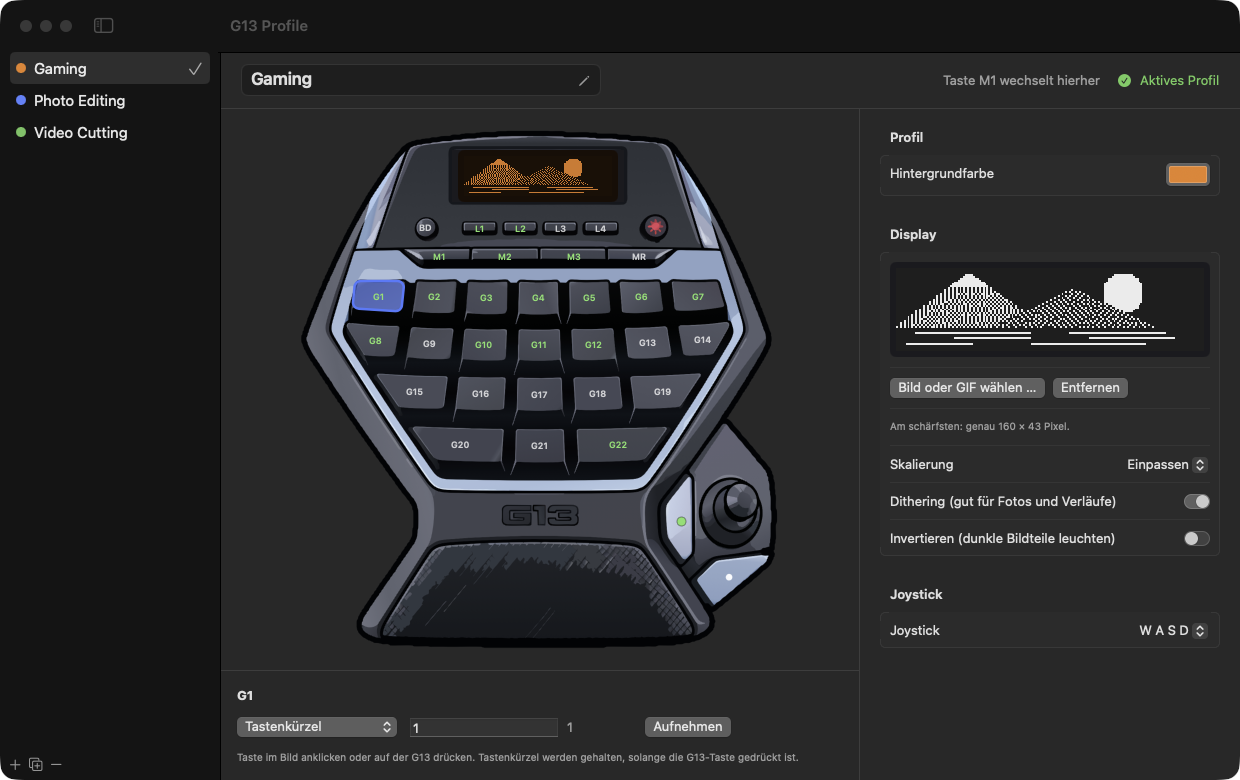 G13 Profile
Gaming
Photo Editing
Video Cutting
Gaming
Taste M1 wechselt hierher
Aktives Profil
BD
L1 L2 L3 L4
M1 M2 M3 MR
G1 G2 G3 G4 G5 G6 G7
G8 G9 G10 G11 G12 G13 G14
G15 G16 G17 G18 G19
G20 G21 G22
G13
Profil
Hintergrundfarbe
Display
Bild oder GIF wählen ... Entfernen
Am schärfsten: genau 160 × 43 Pixel.
Skalierung Einpassen
Dithering (gut für Fotos und Verläufe)
Invertieren (dunkle Bildteile leuchten)
Joystick
Joystick W A S D
G1
Tastenkürzel 1 1 Aufnehmen
Taste im Bild anklicken oder auf der G13 drücken. Tastenkürzel werden gehalten, solange die G13-Taste gedrückt ist.